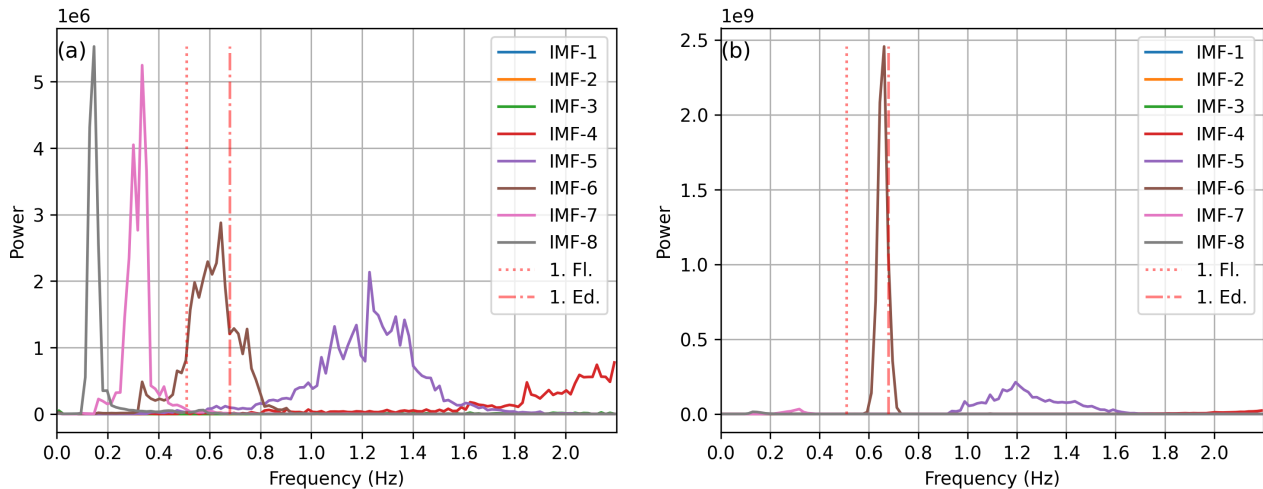 1e6
(a)
Power
5
4
3
2
1
0
0.0 0.2 0.4 0.6 0.8 1.0 1.2 1.4 1.6 1.8 2.0
Frequency (Hz)
IMF-1
IMF-2
IMF-3
IMF-4
IMF-5
IMF-6
IMF-7
IMF-8
1. Fl.
1. Ed.
1e9
(b)
Power
2.5
2.0
1.5
1.0
0.5
0.0
0.0 0.2 0.4 0.6 0.8 1.0 1.2 1.4 1.6 1.8 2.0
Frequency (Hz)
IMF-1
IMF-2
IMF-3
IMF-4
IMF-5
IMF-6
IMF-7
IMF-8
1. Fl.
1. Ed.